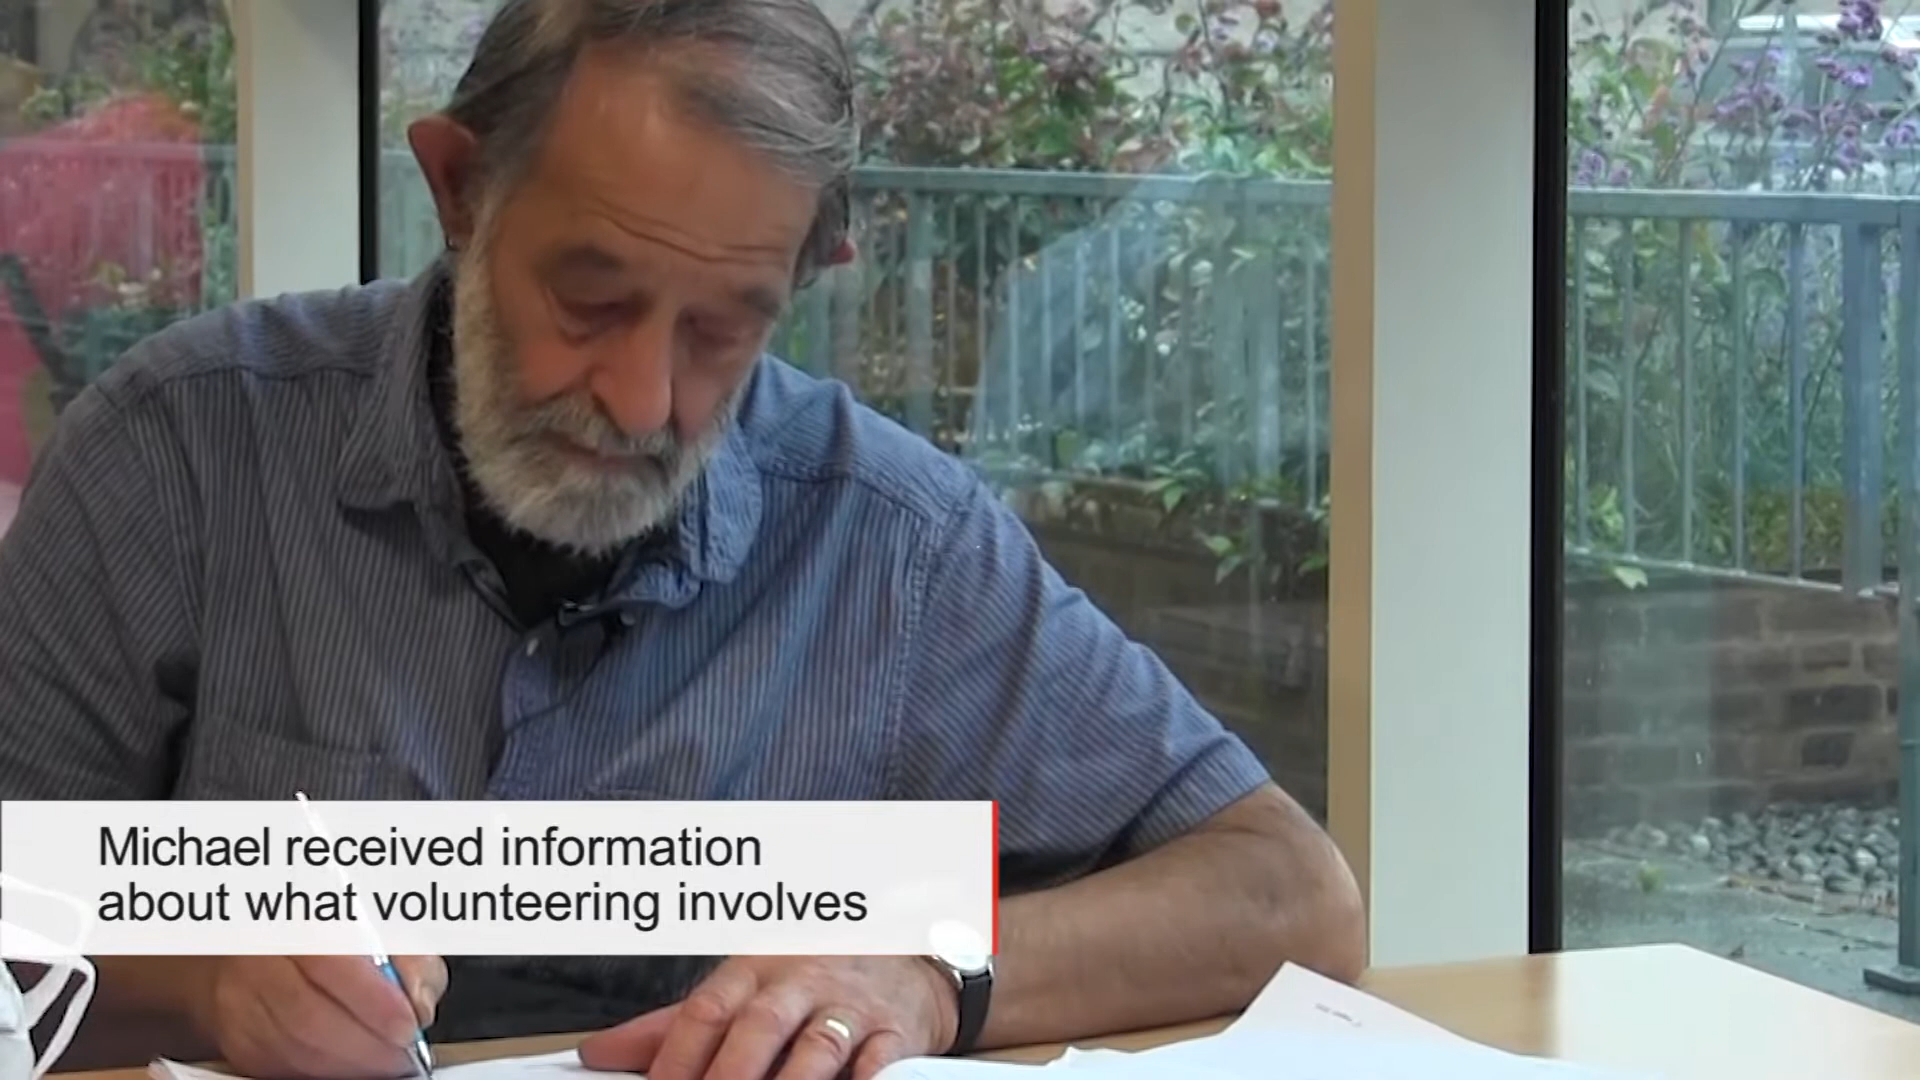 Michael received information
about what volunteering involves